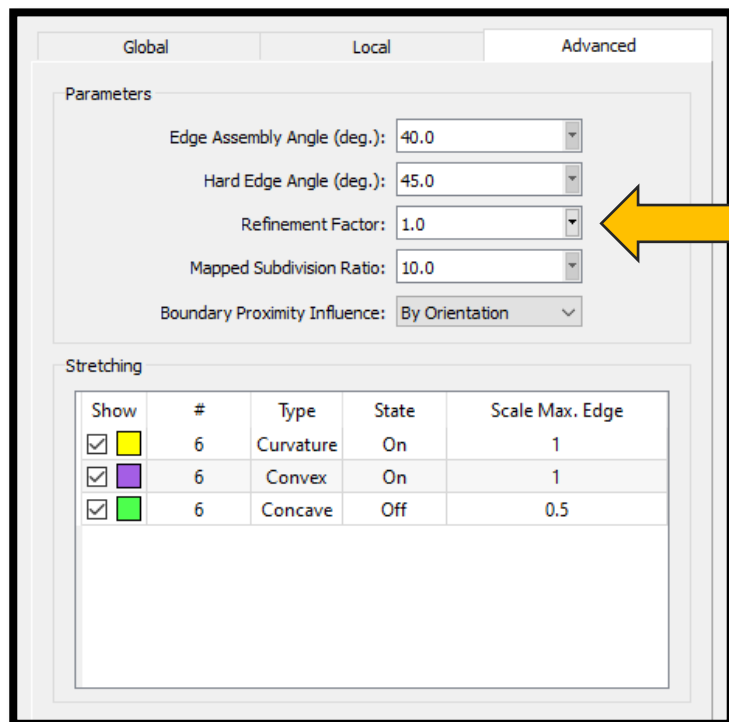 Global Local Advanced
Parameters
Edge Assembly Angle (deg.): 40.0
Hard Edge Angle (deg.): 45.0
Refinement Factor: 1.0
Mapped Subdivision Ratio: 10.0
Boundary Proximity Influence: By Orientation
Stretching
Show # Type State Scale Max. Edge
6 Curvature On 1
6 Convex On 1
6 Concave Off 0.5